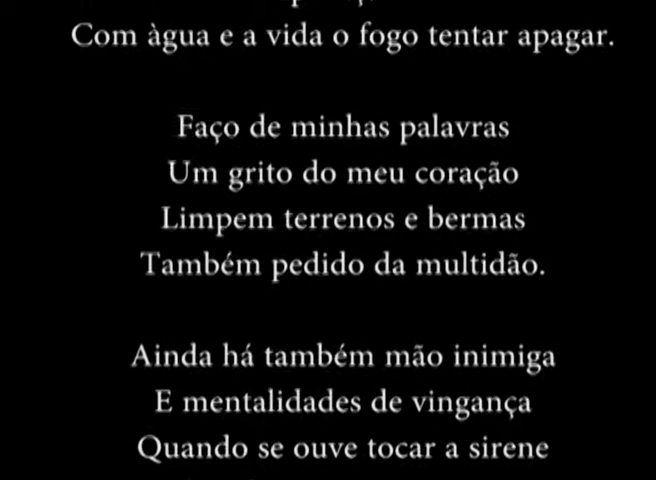 Com àgua e a vida o fogo tentar apagar.
Faço de minhas palavras
Um grito do meu coração
Limpem terrenos e bermas
Também pedido da multidão.
Ainda há também mão inimiga
E mentalidades de vingança
Quando se ouve tocar a sirene